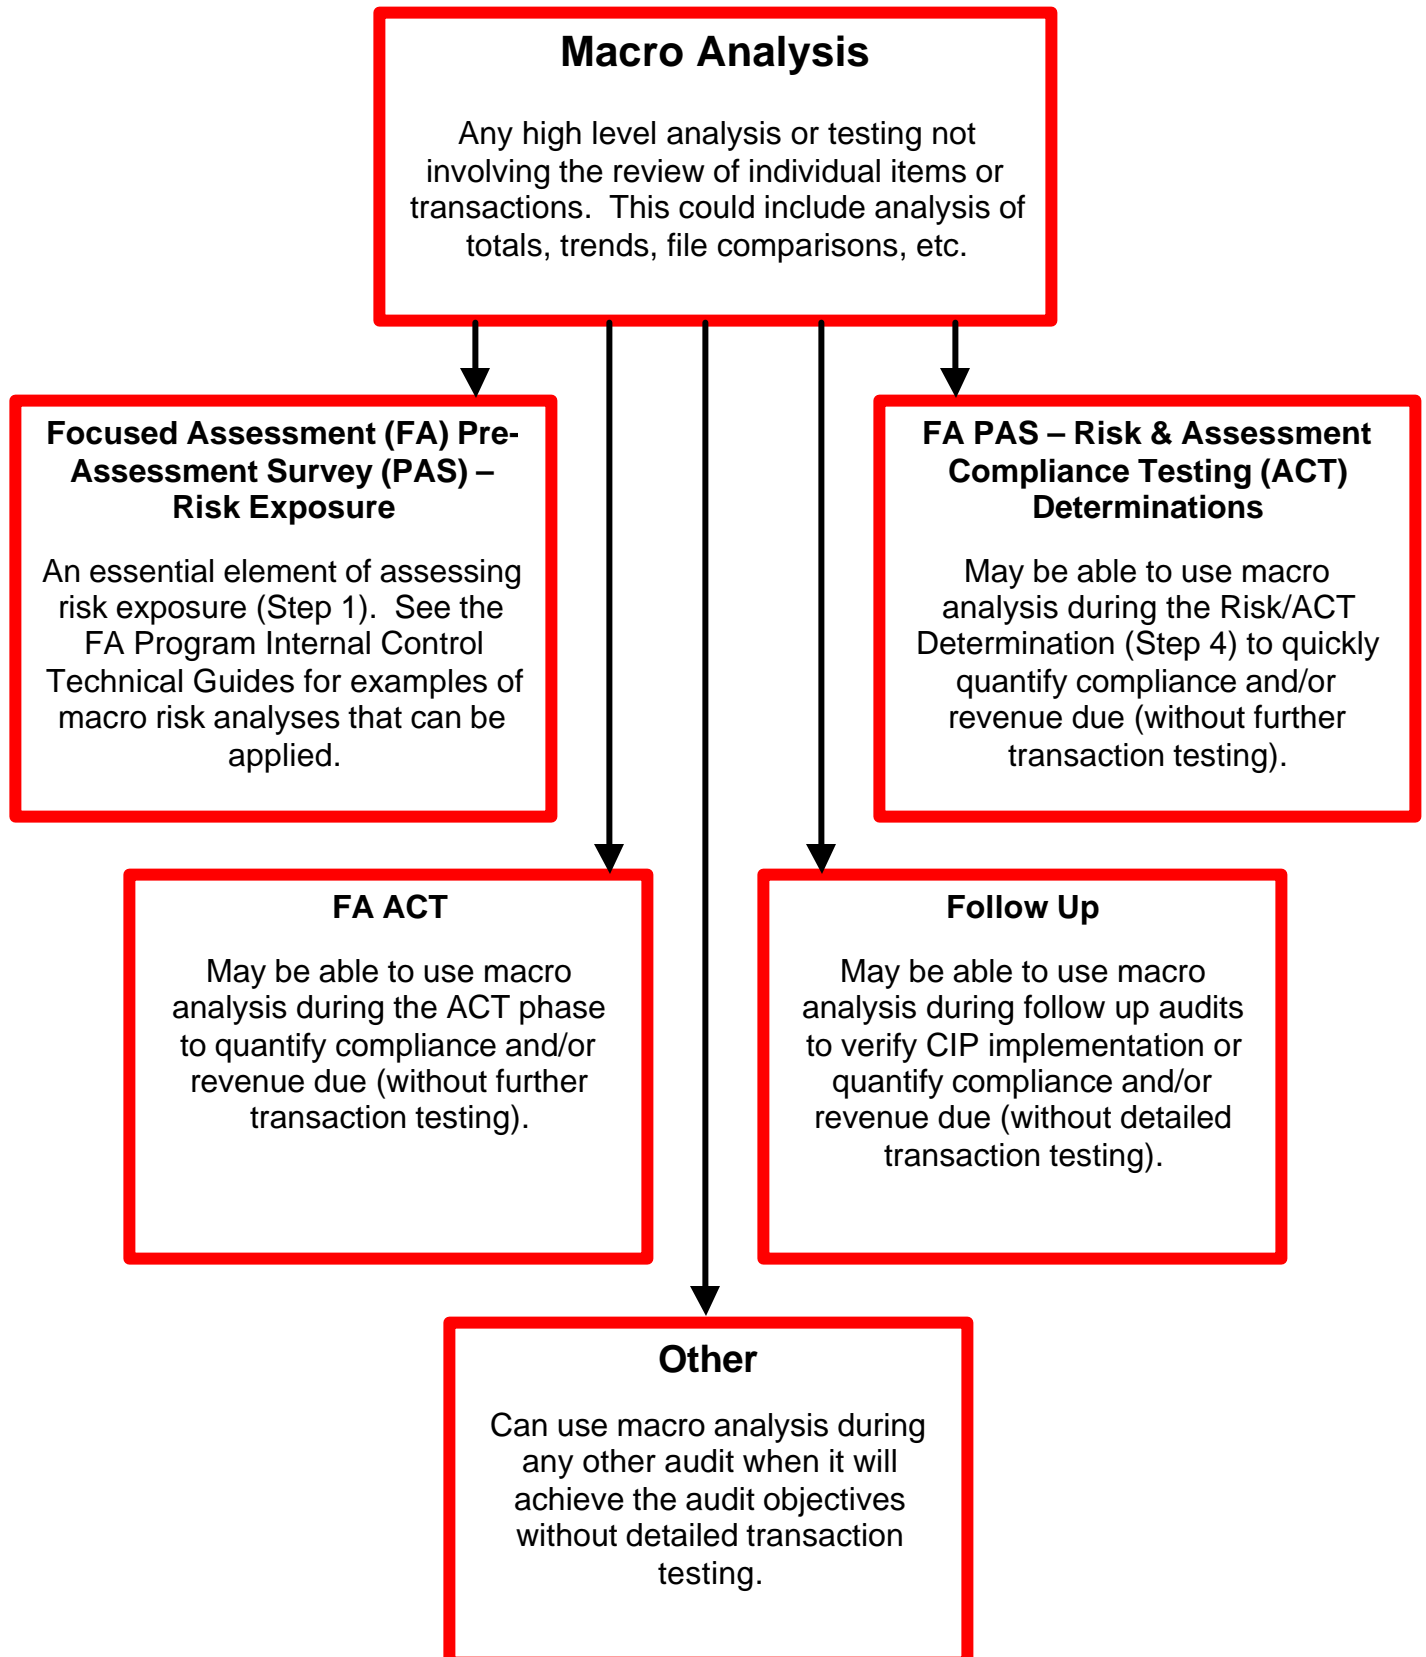 Macro Analysis
Any high level analysis or testing not
involving the review of individual items or
transactions.  This could include analysis of
totals, trends, file comparisons, etc.
Focused Assessment (FA) Pre-
Assessment Survey (PAS) –
Risk Exposure
An essential element of assessing
risk exposure (Step 1).  See the
FA Program Internal Control
Technical Guides for examples of
macro risk analyses that can be
applied.
FA PAS – Risk & Assessment
Compliance Testing (ACT)
Determinations
May be able to use macro
analysis during the Risk/ACT
Determination (Step 4) to quickly
quantify compliance and/or
revenue due (without further
transaction testing).
FA ACT
May be able to use macro
analysis during the ACT phase
to quantify compliance and/or
revenue due (without further
transaction testing).
Follow Up
May be able to use macro
analysis during follow up audits
to verify CIP implementation or
quantify compliance and/or
revenue due (without detailed
transaction testing).
Other
Can use macro analysis during
any other audit when it will
achieve the audit objectives
without detailed transaction
testing.